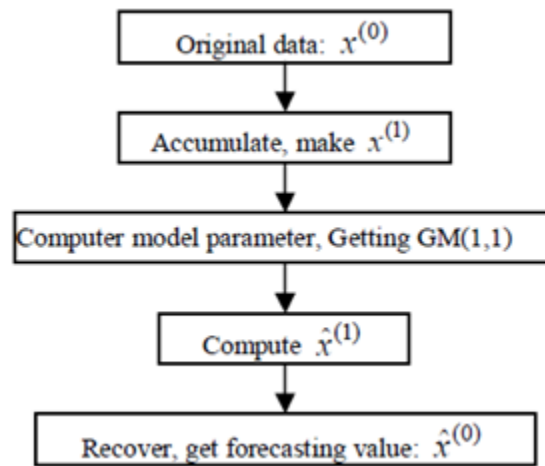 Original data: x^(0)
Accumulate, make x^(1)
Computer model parameter, Getting GM(1,1)
Compute x̂^(1)
Recover, get forecasting value: x̂^(0)